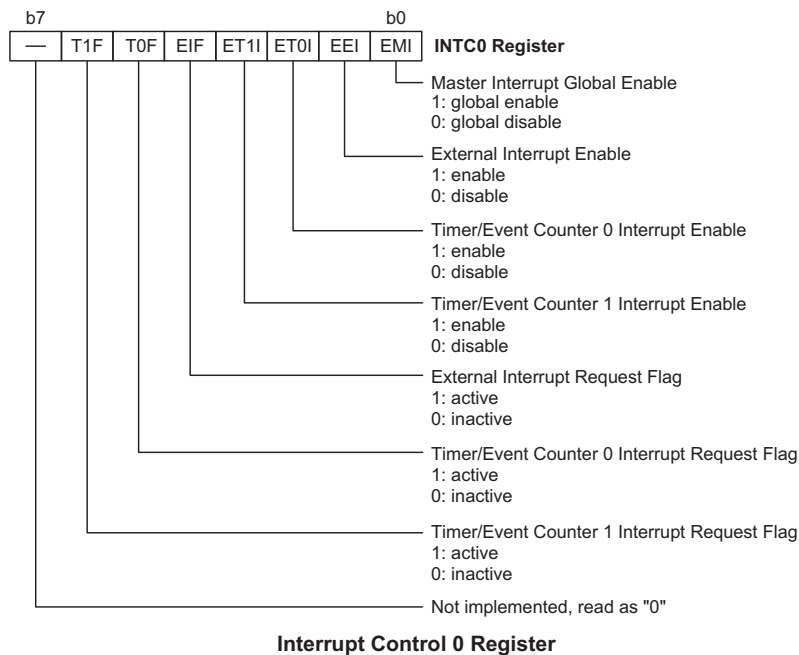 b7 b0
— T1F T0F EIF ET1I ET0I EEI EMI INTC0 Register
Master Interrupt Global Enable
1: global enable
0: global disable
External Interrupt Enable
1: enable
0: disable
Timer/Event Counter 0 Interrupt Enable
1: enable
0: disable
Timer/Event Counter 1 Interrupt Enable
1: enable
0: disable
External Interrupt Request Flag
1: active
0: inactive
Timer/Event Counter 0 Interrupt Request Flag
1: active
0: inactive
Timer/Event Counter 1 Interrupt Request Flag
1: active
0: inactive
Not implemented, read as "0"
Interrupt Control 0 Register